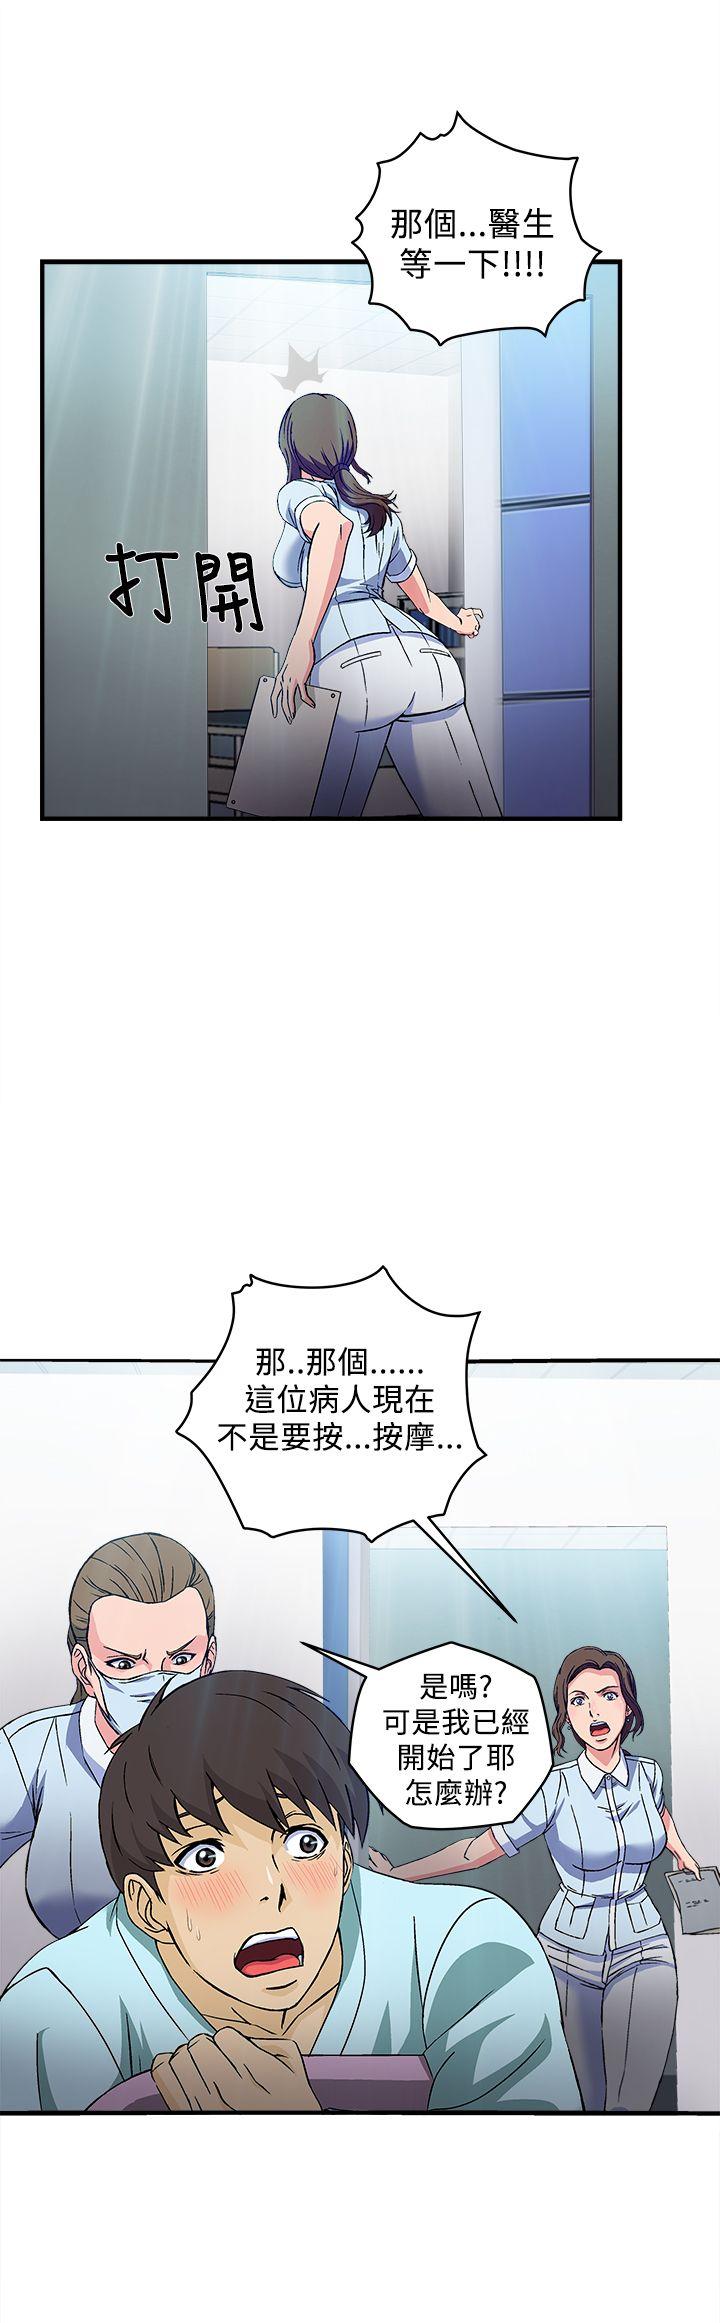 那個...醫生
等一下!!!!
打開
那..那個......
這位病人現在
不是要按...按摩...
是嗎?
可是我已經
開始了耶
怎麼辦?